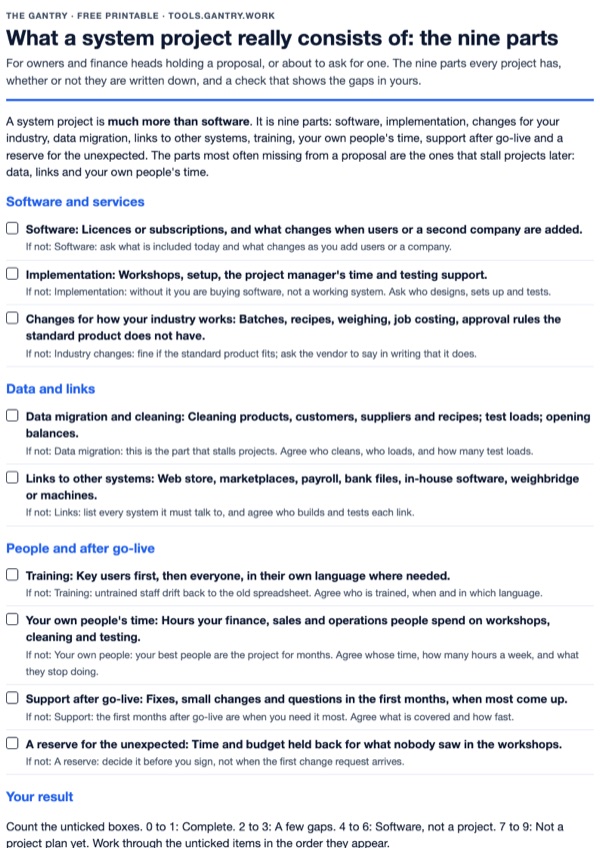 THE GANTRY · FREE PRINTABLE · TOOLS.GANTRY.WORK
What a system project really consists of: the nine parts
For owners and finance heads holding a proposal, or about to ask for one. The nine parts every project has,
whether or not they are written down, and a check that shows the gaps in yours.
A system project is much more than software. It is nine parts: software, implementation, changes for your
industry, data migration, links to other systems, training, your own people's time, support after go-live and a
reserve for the unexpected. The parts most often missing from a proposal are the ones that stall projects later:
data, links and your own people's time.
Software and services
Software: Licences or subscriptions, and what changes when users or a second company are added.
If not: Software: ask what is included today and what changes as you add users or a company.
Implementation: Workshops, setup, the project manager's time and testing support.
If not: Implementation: without it you are buying software, not a working system. Ask who designs, sets up and tests.
Changes for how your industry works: Batches, recipes, weighing, job costing, approval rules the
standard product does not have.
If not: Industry changes: fine if the standard product fits; ask the vendor to say in writing that it does.
Data and links
Data migration and cleaning: Cleaning products, customers, suppliers and recipes; test loads; opening
balances.
If not: Data migration: this is the part that stalls projects. Agree who cleans, who loads, and how many test loads.
Links to other systems: Web store, marketplaces, payroll, bank files, in-house software, weighbridge
or machines.
If not: Links: list every system it must talk to, and agree who builds and tests each link.
People and after go-live
Training: Key users first, then everyone, in their own language where needed.
If not: Training: untrained staff drift back to the old spreadsheet. Agree who is trained, when and in which language.
Your own people's time: Hours your finance, sales and operations people spend on workshops,
cleaning and testing.
If not: Your own people: your best people are the project for months. Agree whose time, how many hours a week, and what
they stop doing.
Support after go-live: Fixes, small changes and questions in the first months, when most come up.
If not: Support: the first months after go-live are when you need it most. Agree what is covered and how fast.
A reserve for the unexpected: Time and budget held back for what nobody saw in the workshops.
If not: A reserve: decide it before you sign, not when the first change request arrives.
Your result
Count the unticked boxes. 0 to 1: Complete. 2 to 3: A few gaps. 4 to 6: Software, not a project. 7 to 9: Not a
project plan yet. Work through the unticked items in the order they appear.